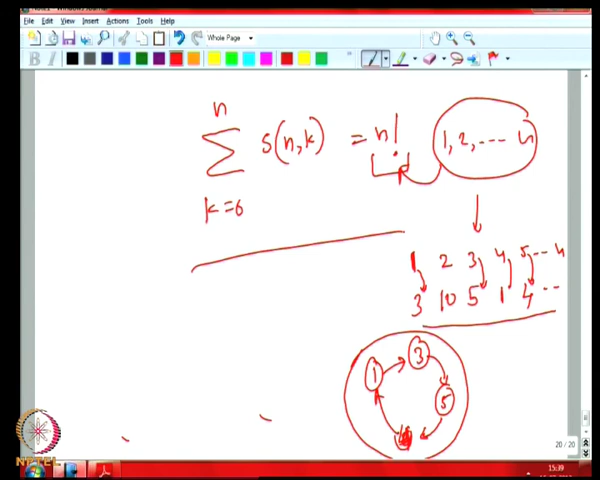 File Edit View Insert Actions Tools Help
Whole Page
B
n
∑ s(n,k) = n! 1, 2, ---- n
k=0
1 2 3 4 5 -- n
3 10 5 1 4 --
1 3
5
4
20 / 20
NPTEL
15:39